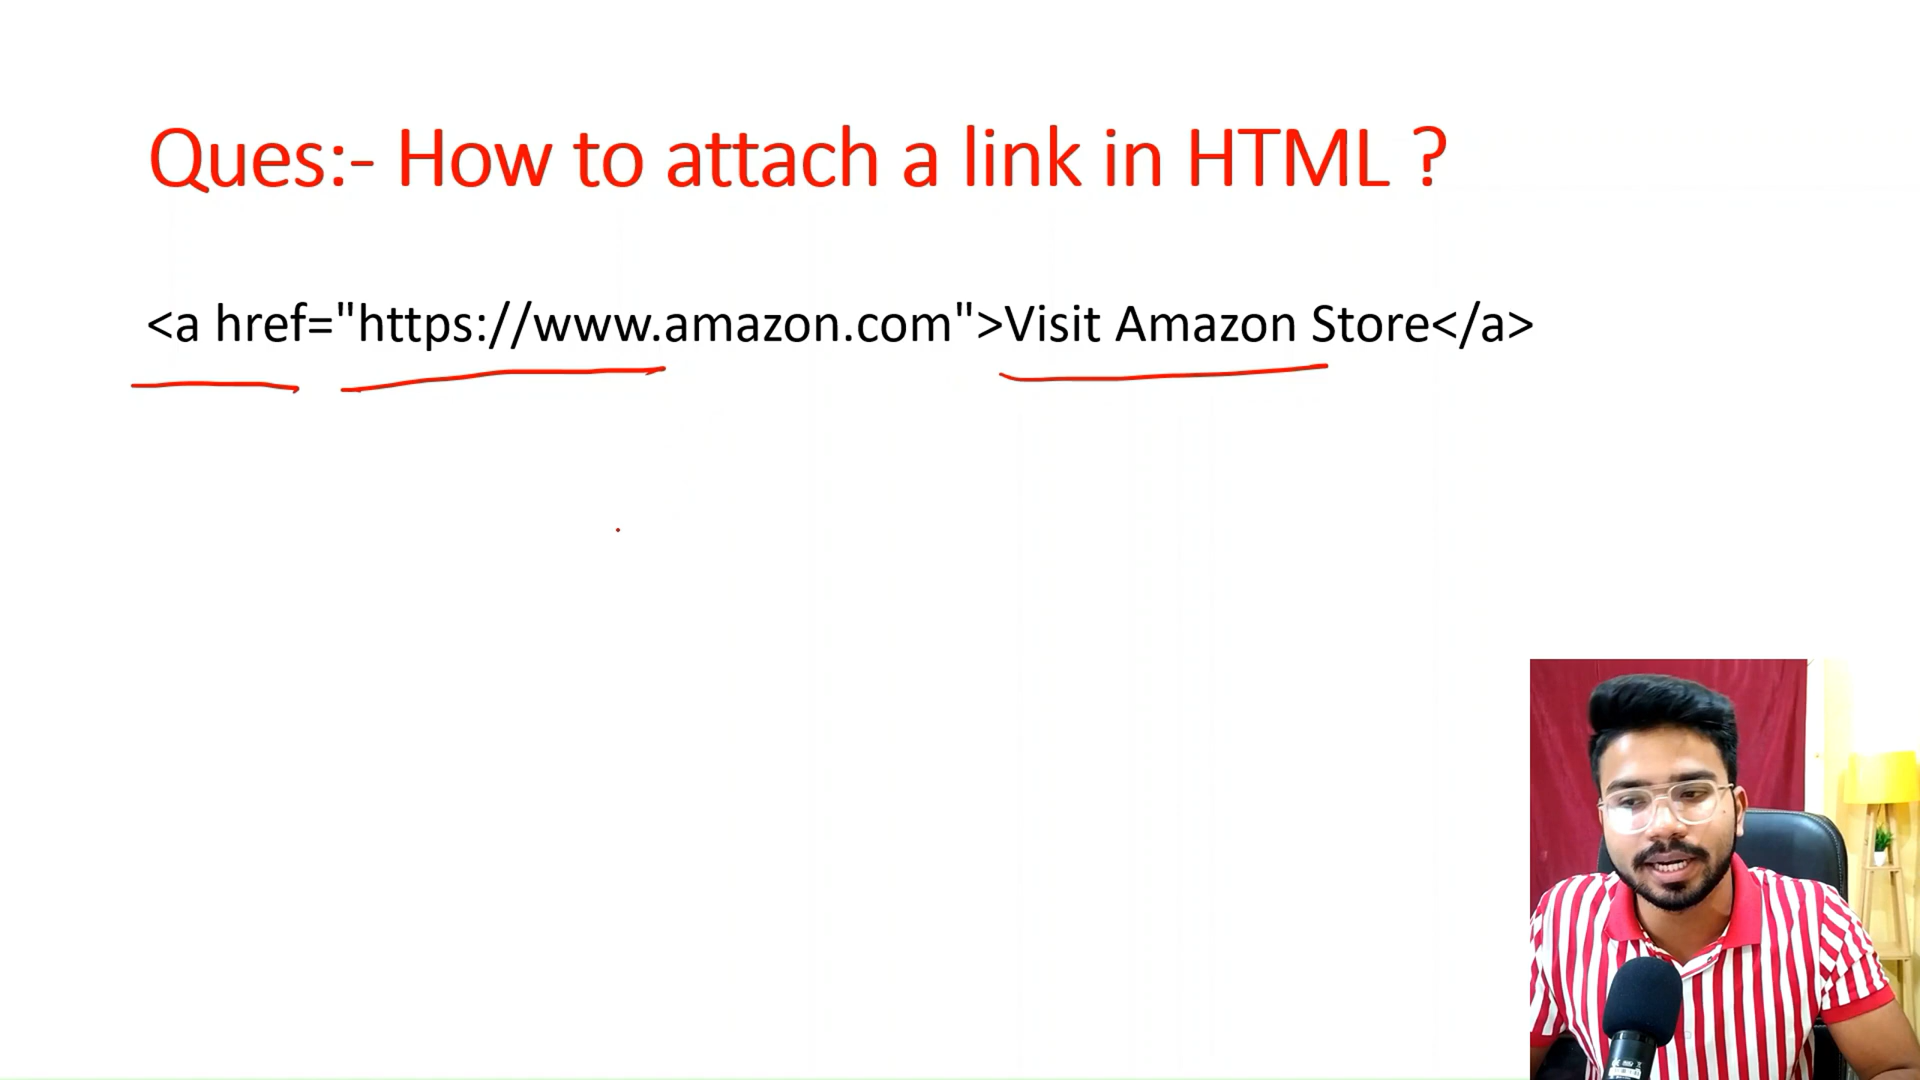 Ques:- How to attach a link in HTML ?
<a href="https://www.amazon.com">Visit Amazon Store</a>